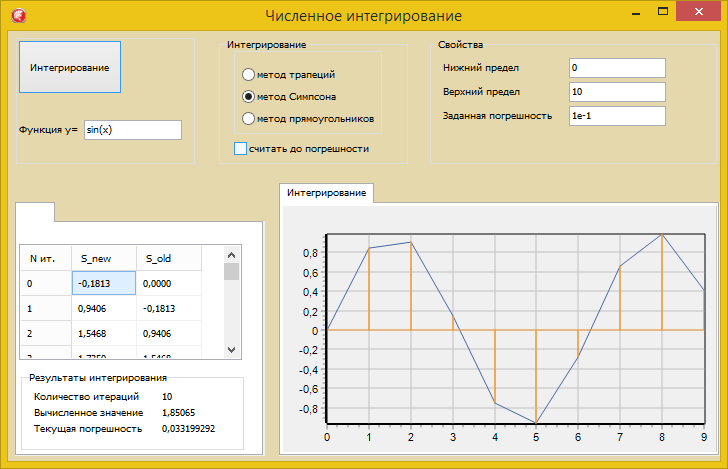 Численное интегрирование
Интегрирование
Функция y= sin(x)
Интегрирование
метод трапеций
метод Симпсона
метод прямоугольников
считать до погрешности
Свойства
Нижний предел 0
Верхний предел 10
Заданная погрешность 1e-1
N ит. S_new S_old
0 -0,1813 0,0000
1 0,9406 -0,1813
2 1,5468 0,9406
Результаты интегрирования
Количество итераций 10
Вычисленное значение 1,85065
Текущая погрешность 0,033199292
Интегрирование
0,8
0,6
0,4
0,2
0
-0,2
-0,4
-0,6
-0,8
0 1 2 3 4 5 6 7 8 9